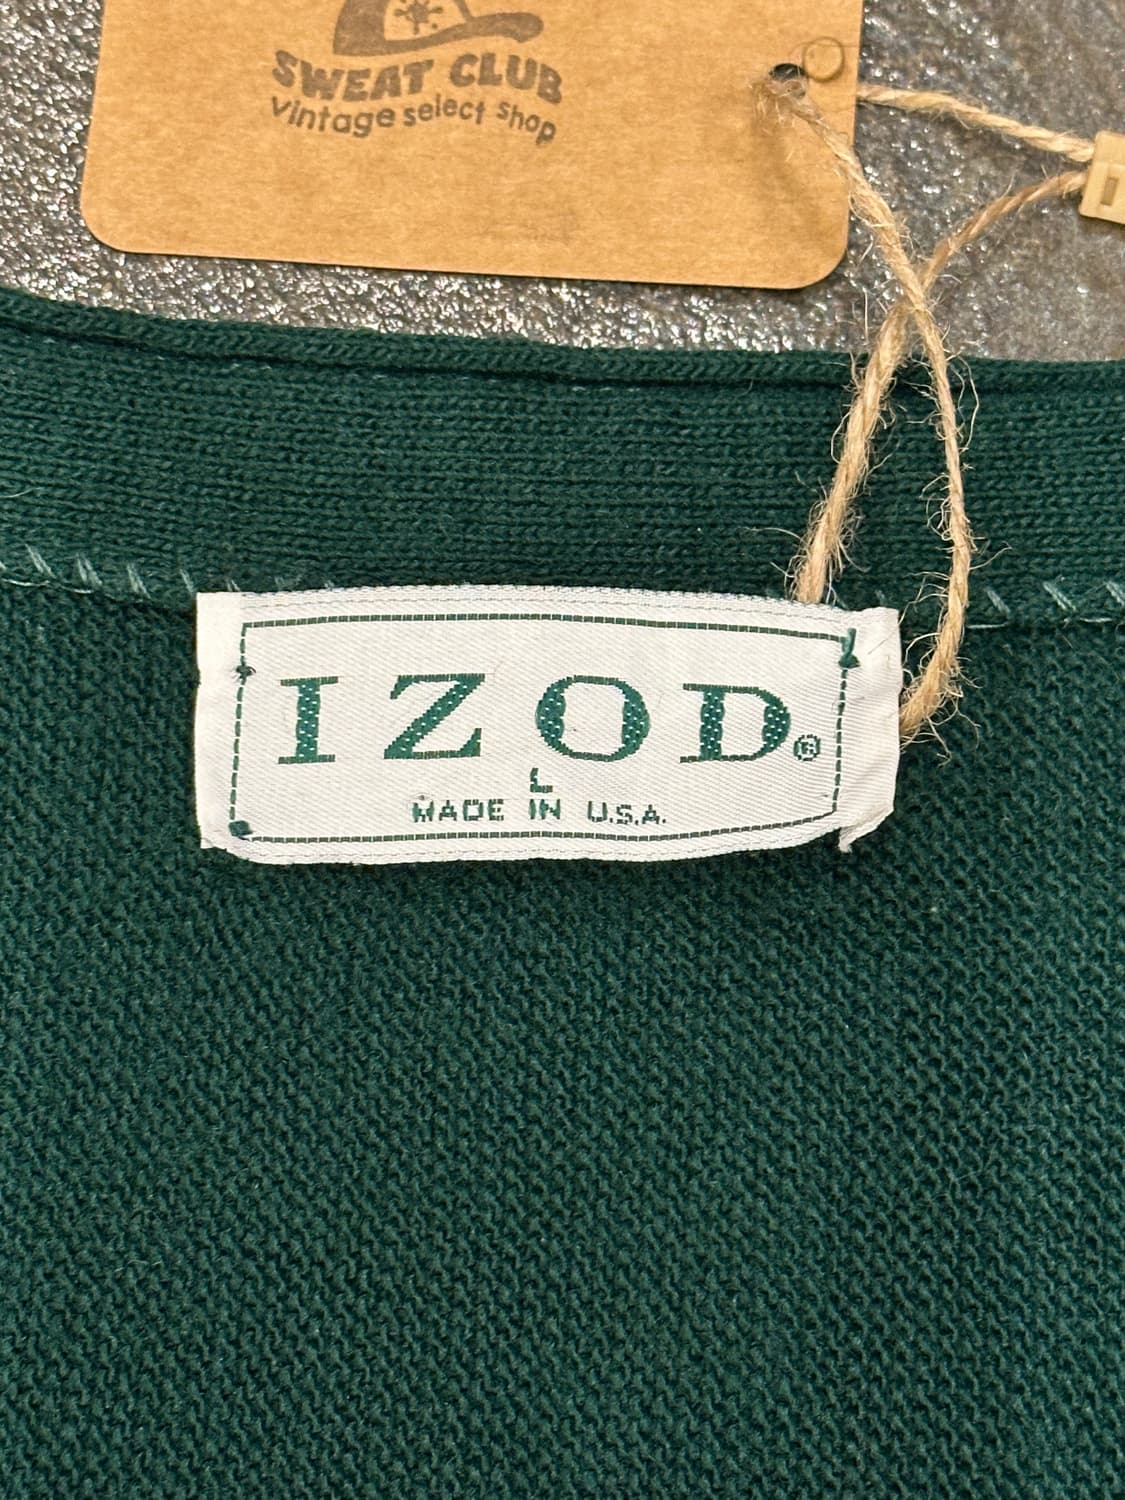 SWEAT CLUB
vintage select shop
IZOD®
L
MADE IN U.S.A.